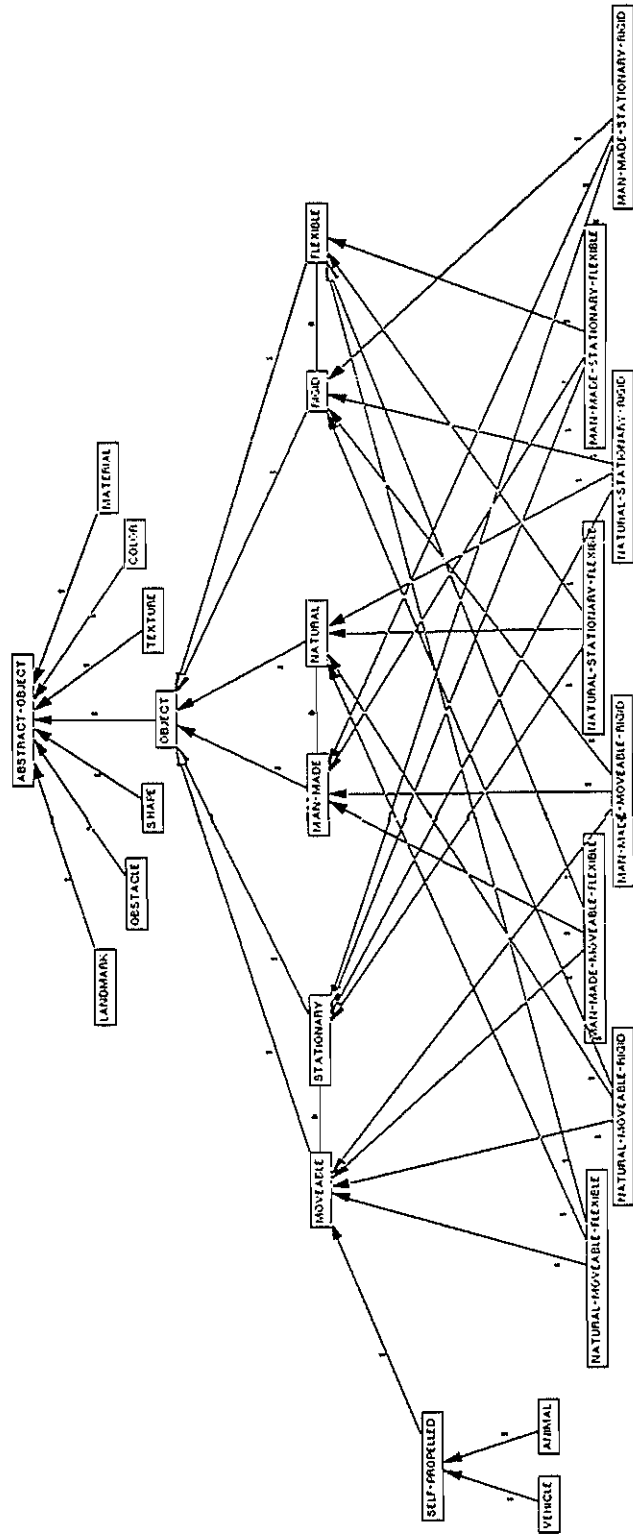 ABSTRACT-OBJECT
LANDMARK
OBSTACLE
SHAPE
OBJECT
TEXTURE
COLOR
MATERIAL
MOVEABLE
STATIONARY
MAN-MADE
NATURAL
RIGID
FLEXIBLE
SELF-PROPELLED
VEHICLE
ANIMAL
NATURAL-MOVEABLE-FLEXIBLE
NATURAL-MOVEABLE-RIGID
MAN-MADE-MOVEABLE-FLEXIBLE
MAN-MADE-MOVEABLE-RIGID
NATURAL-STATIONARY-FLEXIBLE
NATURAL-STATIONARY-RIGID
MAN-MADE-STATIONARY-FLEXIBLE
MAN-MADE-STATIONARY-RIGID